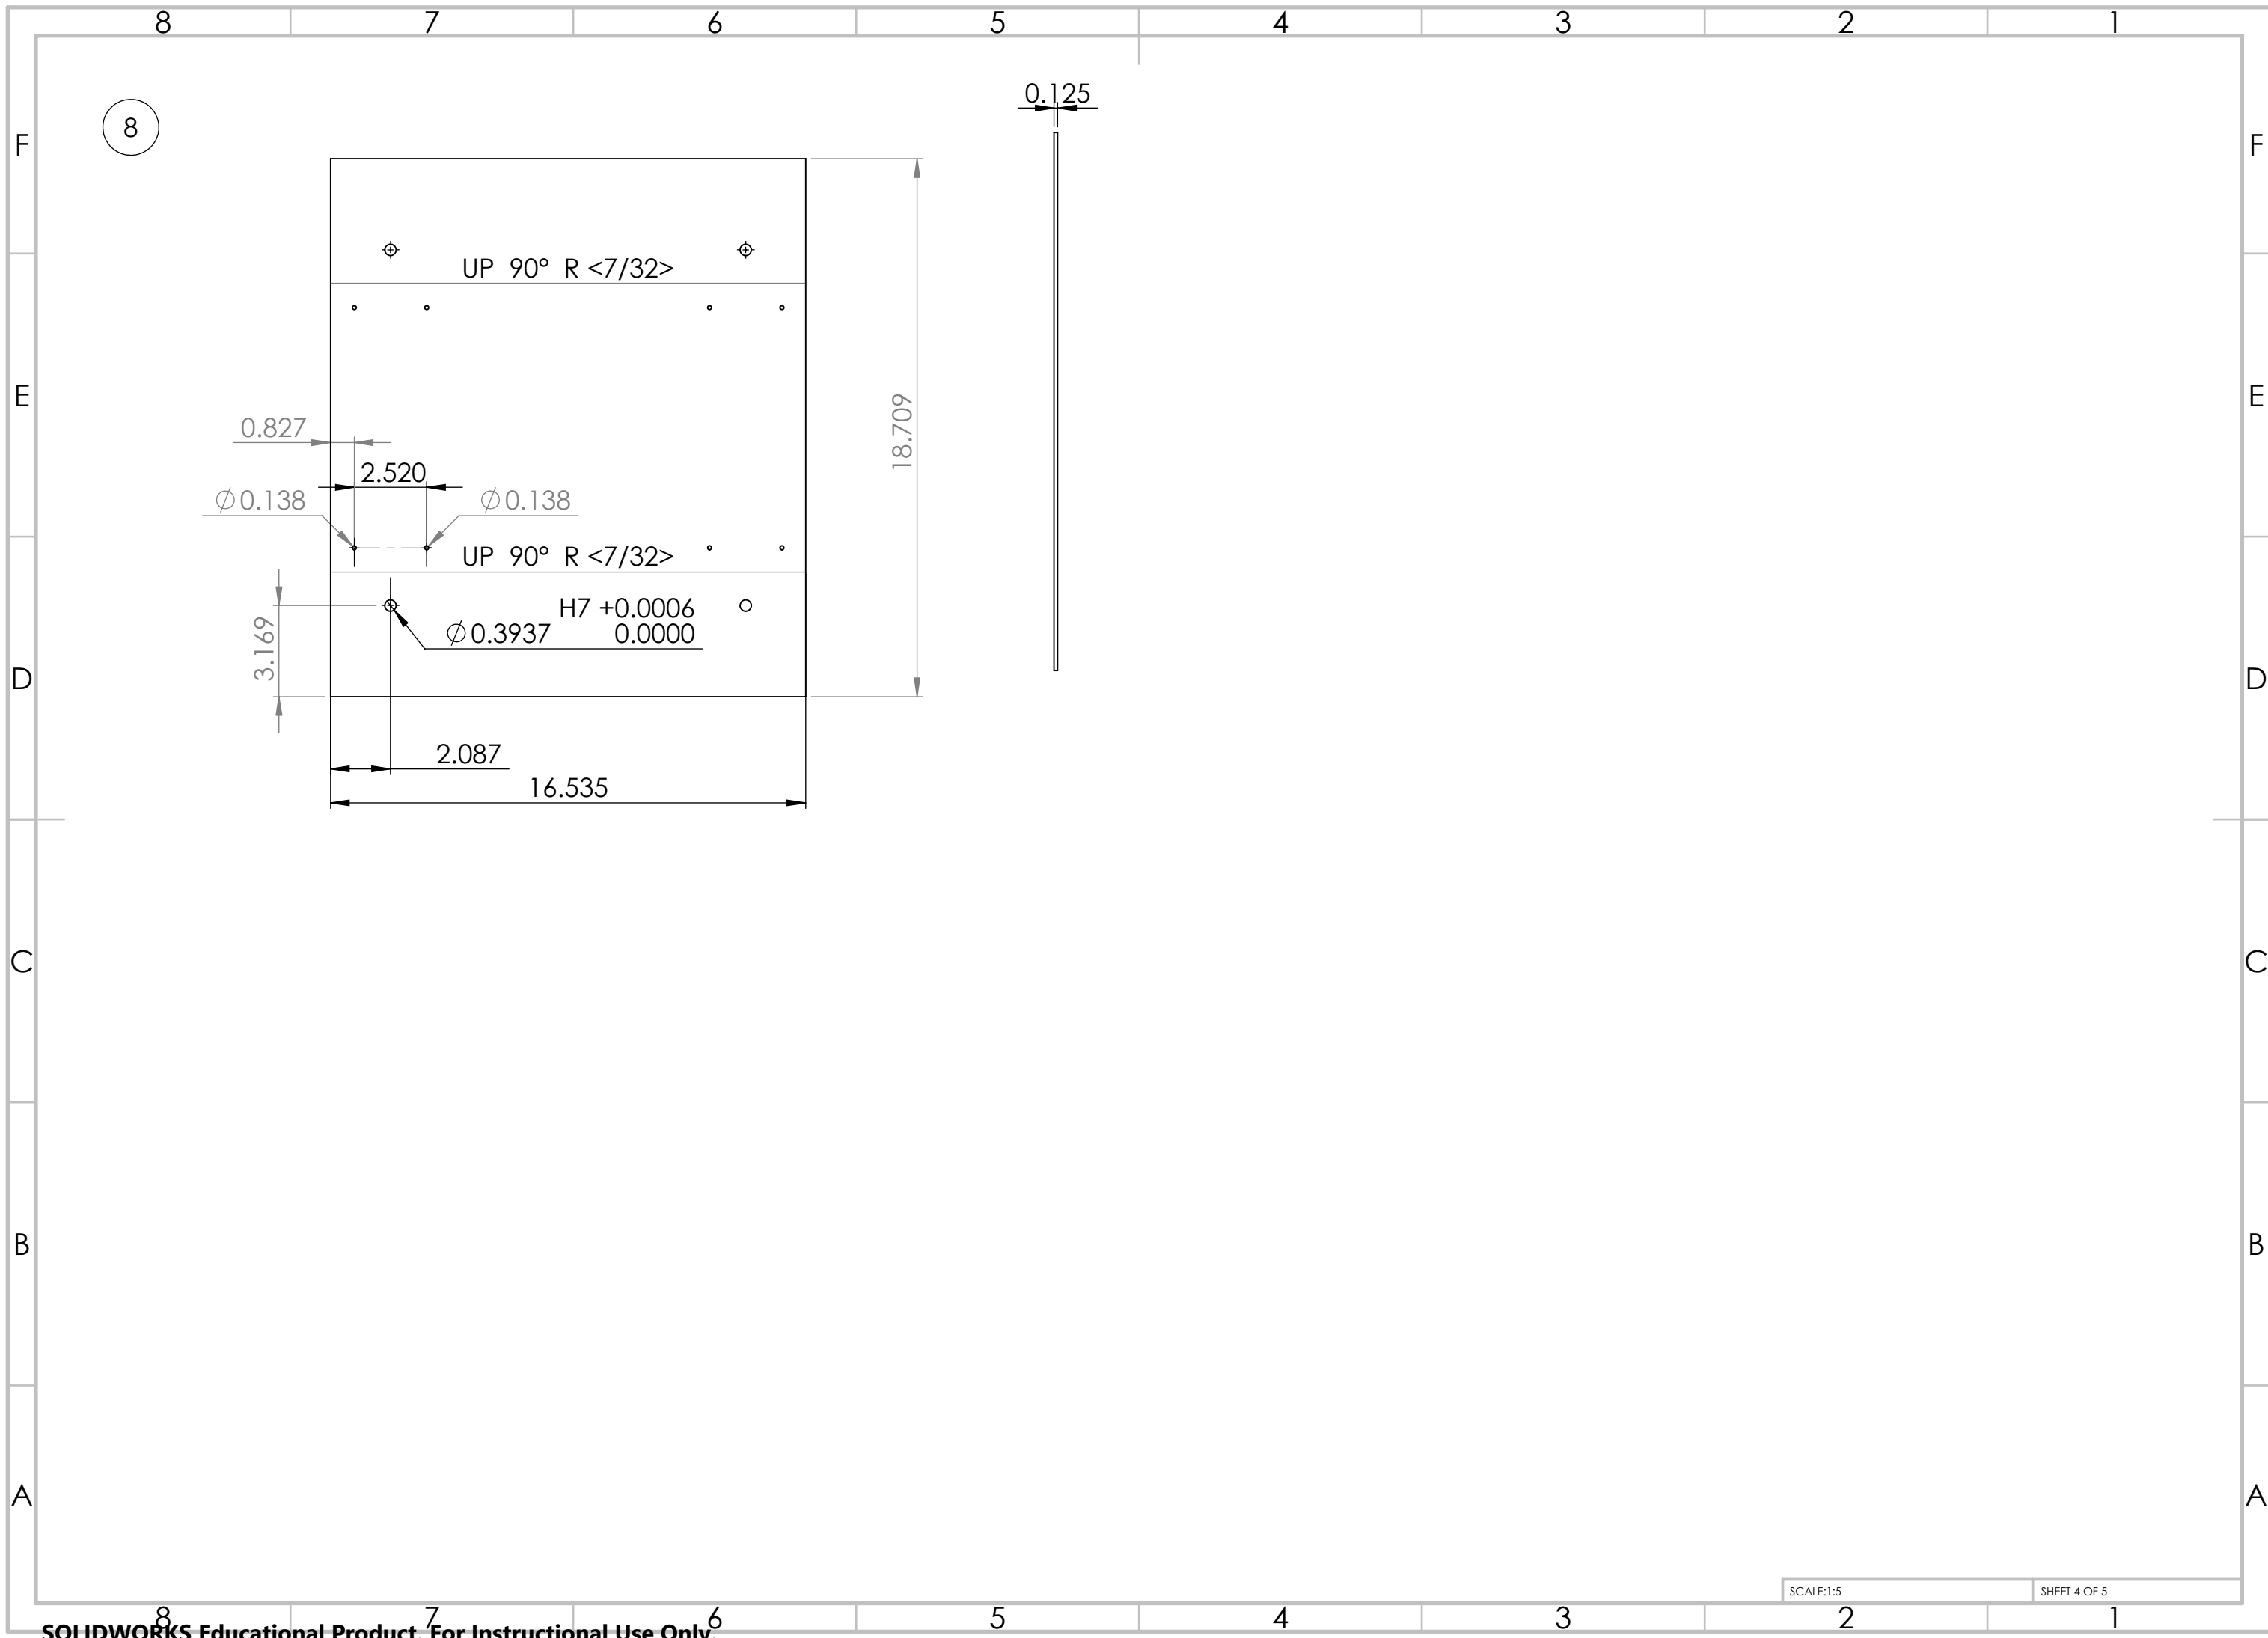 8 7 6 5 4 3 2 1
8
0.125
F F
UP 90° R <7/32>
E E
0.827
18.709
2.520
⌀0.138 ⌀0.138
UP 90° R <7/32>
H7 +0.0006
⌀0.3937 0.0000
3.169
D D
2.087
16.535
C C
B B
A A
SCALE:1:5 SHEET 4 OF 5
8 7 6 5 4 3 2 1
SOLIDWORKS Educational Product. For Instructional Use Only.